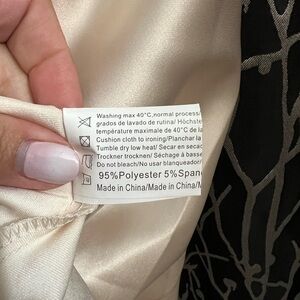 Washing max 40°C,normal process/
grados de lavado de rutina/ Höchste
température maximale de 40°C de la
Cushion cloth to ironing/Planchar la
Tumble dry low heat/ Secar en secac
Trockner trocknen/ Séchage à basse
Do not bleach/No usar blanqueador/
95%Polyester 5%Span
Made in China/Made in China/M